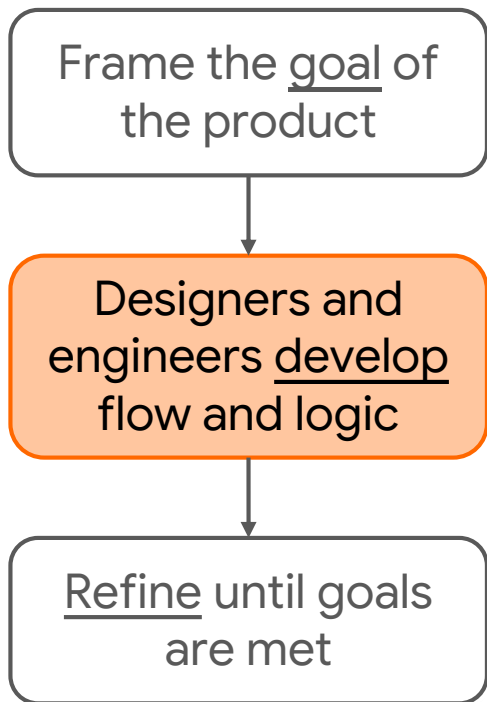 Frame the goal of
the product
Designers and
engineers develop
flow and logic
Refine until goals
are met